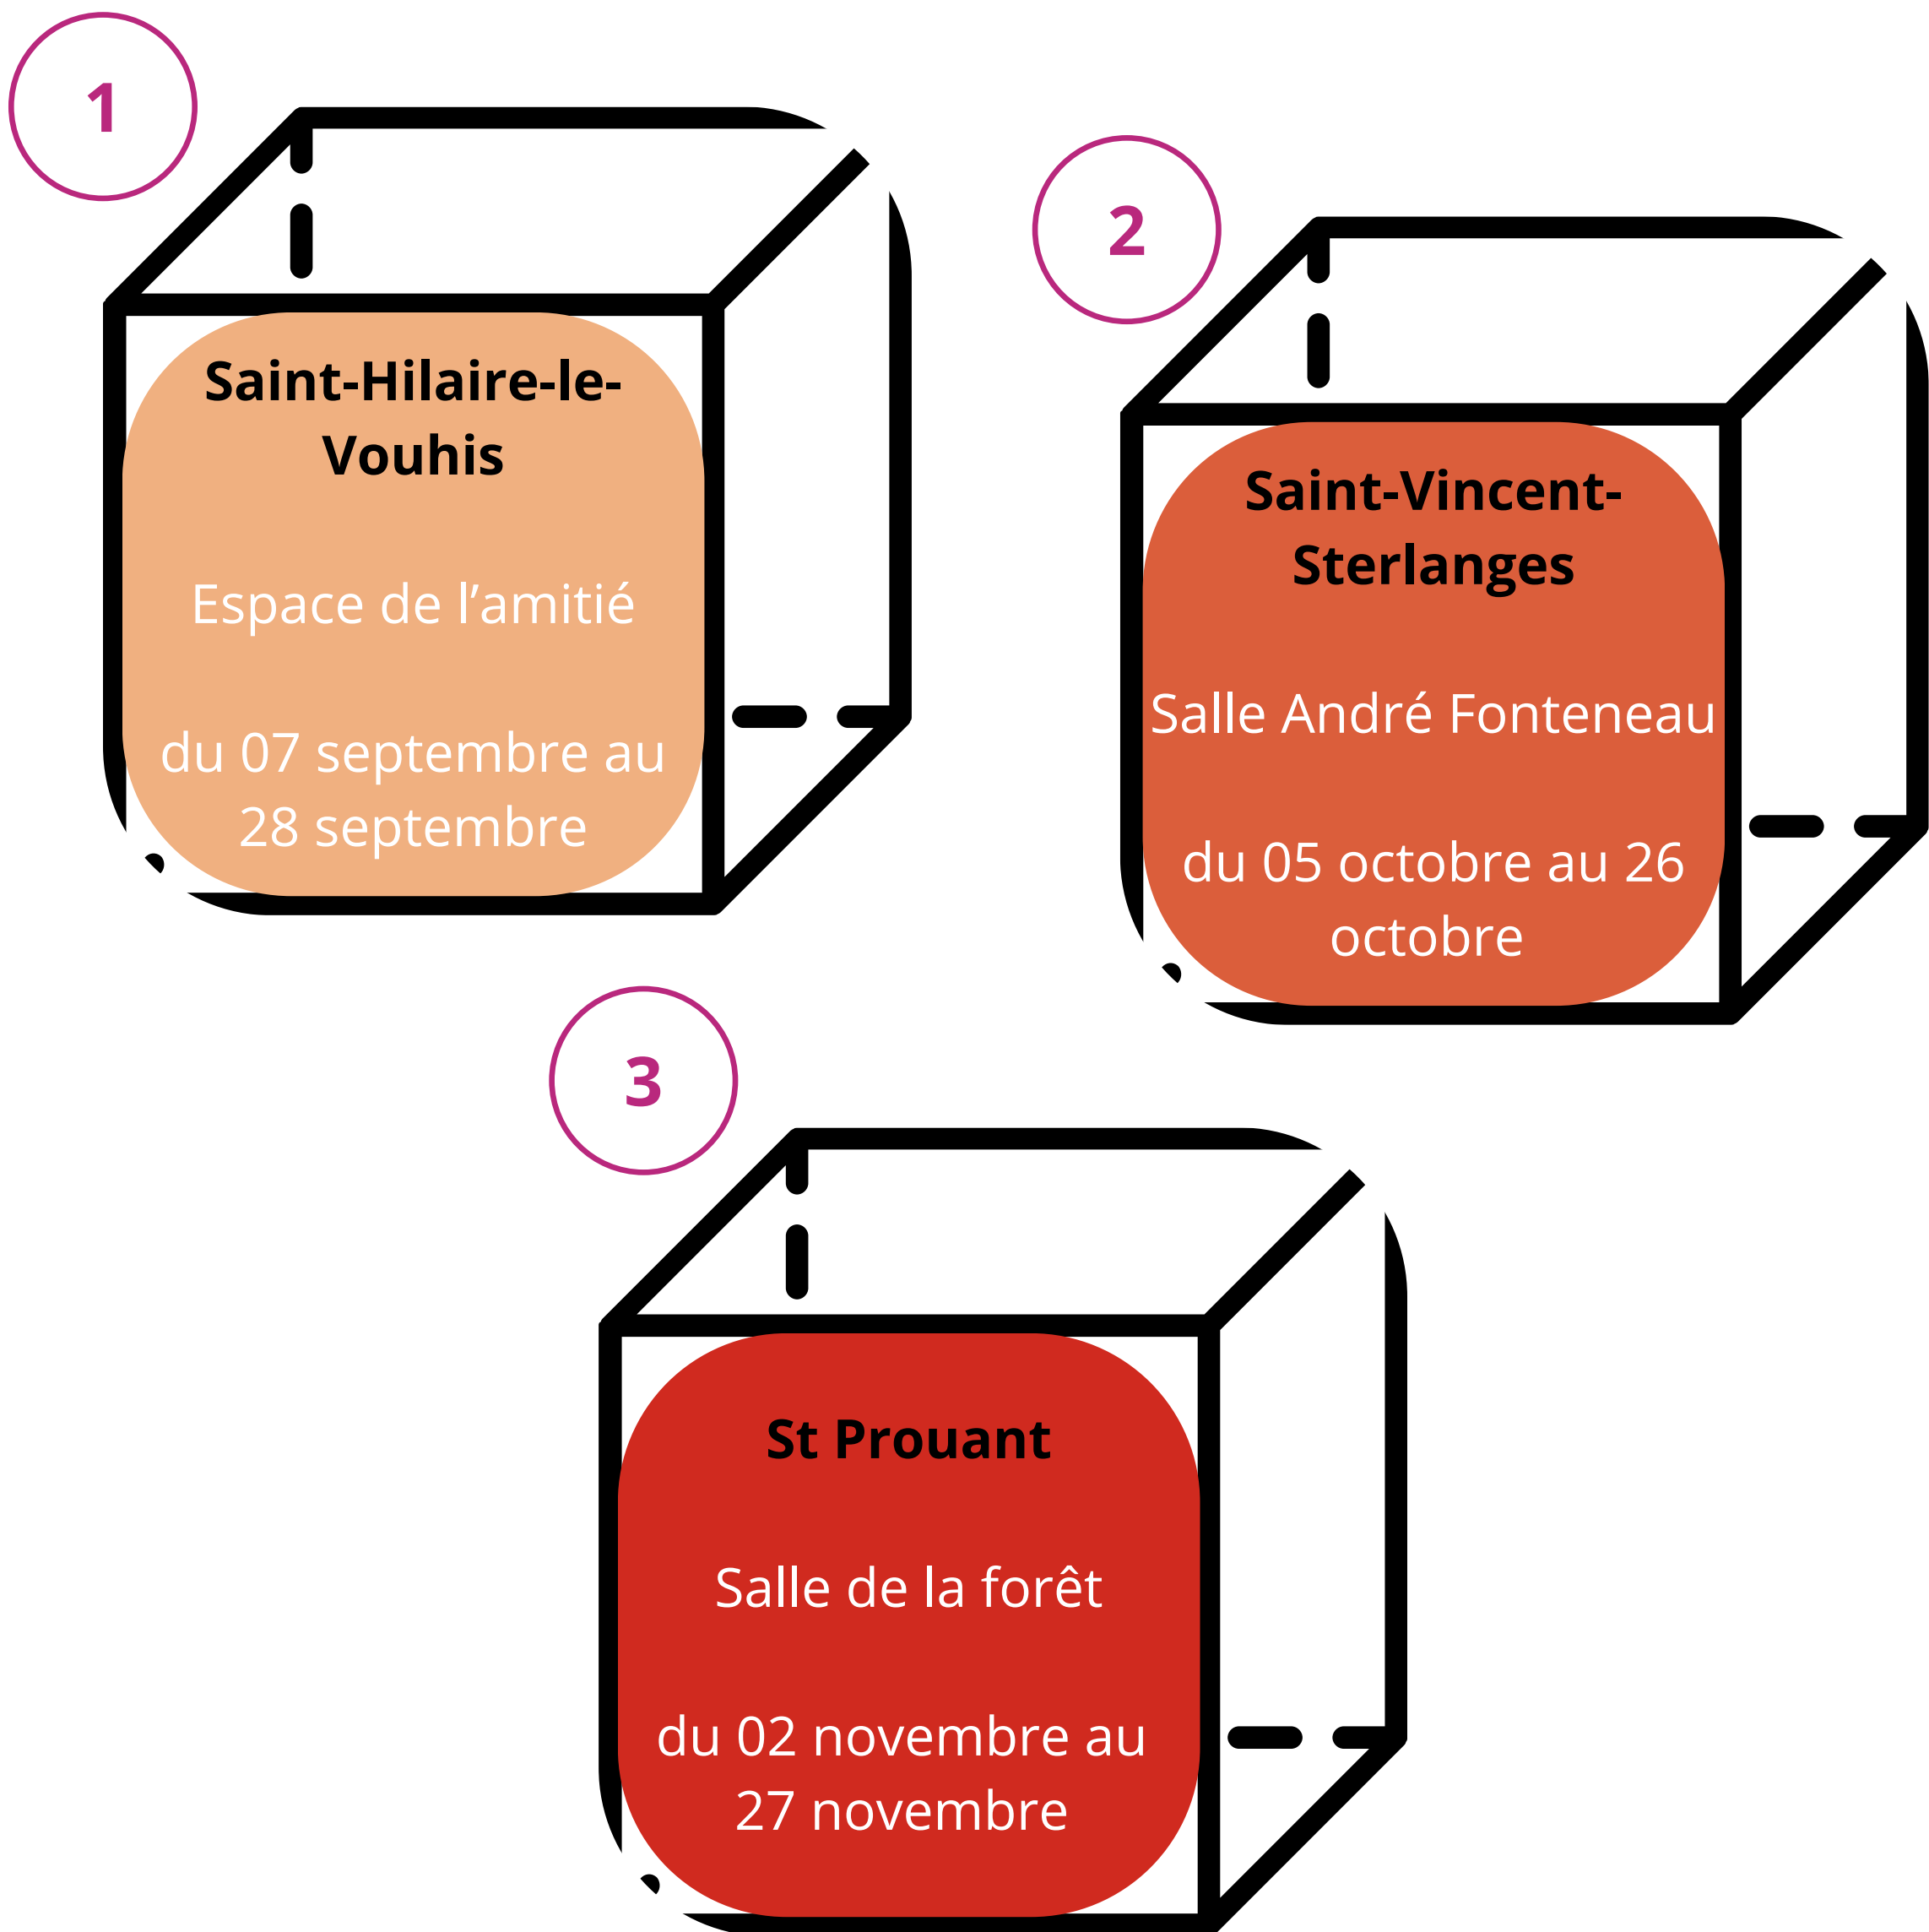 1
Saint-Hilaire-le-
Vouhis
Espace de l'amitié
du 07 septembre au
28 septembre
2
Saint-Vincent-
Sterlanges
Salle André Fonteneau
du 05 octobre au 26
octobre
3
St Prouant
Salle de la forêt
du 02 novembre au
27 novembre